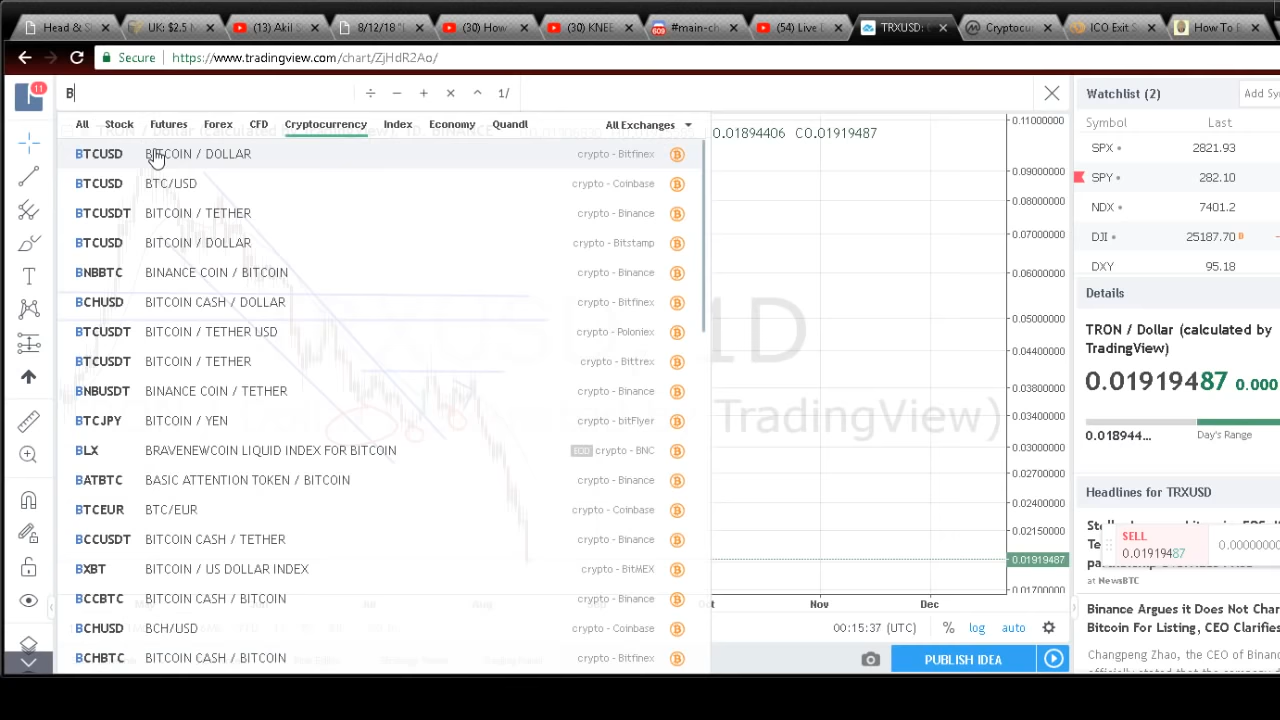 Head & S
UK: $2.5 M
(13) Akil S
8/12/18 "L
(30) How
(30) KNEE
#main-ch
(54) Live E
TRXUSD: 0
Cryptocur
ICO Exit S
How To F
Secure
https://www.tradingview.com/chart/ZjHdR2Ao/
11
B
1/
Watchlist (2)
Add Sy
All Stock Futures Forex CFD Cryptocurrency Index Economy Quandl All Exchanges
0.01894406 C0.01919487
Symbol Last
BTCUSD BITCOIN / DOLLAR crypto - Bitfinex
BTCUSD BTC/USD crypto - Coinbase
BTCUSDT BITCOIN / TETHER crypto - Binance
BTCUSD BITCOIN / DOLLAR crypto - Bitstamp
BNBBTC BINANCE COIN / BITCOIN crypto - Binance
BCHUSD BITCOIN CASH / DOLLAR crypto - Bitfinex
BTCUSDT BITCOIN / TETHER USD crypto - Poloniex
BTCUSDT BITCOIN / TETHER crypto - Bittrex
BNBUSDT BINANCE COIN / TETHER crypto - Binance
BTCJPY BITCOIN / YEN crypto - bitFlyer
BLX BRAVENEWCOIN LIQUID INDEX FOR BITCOIN crypto - BNC
BATBTC BASIC ATTENTION TOKEN / BITCOIN crypto - Binance
BTCEUR BTC/EUR crypto - Coinbase
BCCUSDT BITCOIN CASH / TETHER crypto - Binance
BXBT BITCOIN / US DOLLAR INDEX crypto - BitMEX
BCCBTC BITCOIN CASH / BITCOIN crypto - Binance
BCHUSD BCH/USD crypto - Coinbase
BCHBTC BITCOIN CASH / BITCOIN crypto - Bitfinex
1D
TradingView)
0.11000000
0.09000000
0.08000000
0.07000000
0.06000000
0.05000000
0.04400000
0.03800000
0.03400000
0.03000000
0.02700000
0.02400000
0.02150000
0.01919487
0.01700000
Aug
Oct Nov Dec
00:15:37 (UTC) % log auto
PUBLISH IDEA
SPX 2821.93
SPY 282.10
NDX 7401.2
DJI 25187.70 D
DXY 95.18
Details
TRON / Dollar (calculated by
TradingView)
0.01919487 0.000
0.018944...
Day's Range
Headlines for TRXUSD
SELL
0.01919487
0.0000000
at NewsBTC
Binance Argues it Does Not Char
Bitcoin For Listing, CEO Clarifies
Changpeng Zhao, the CEO of Binanc